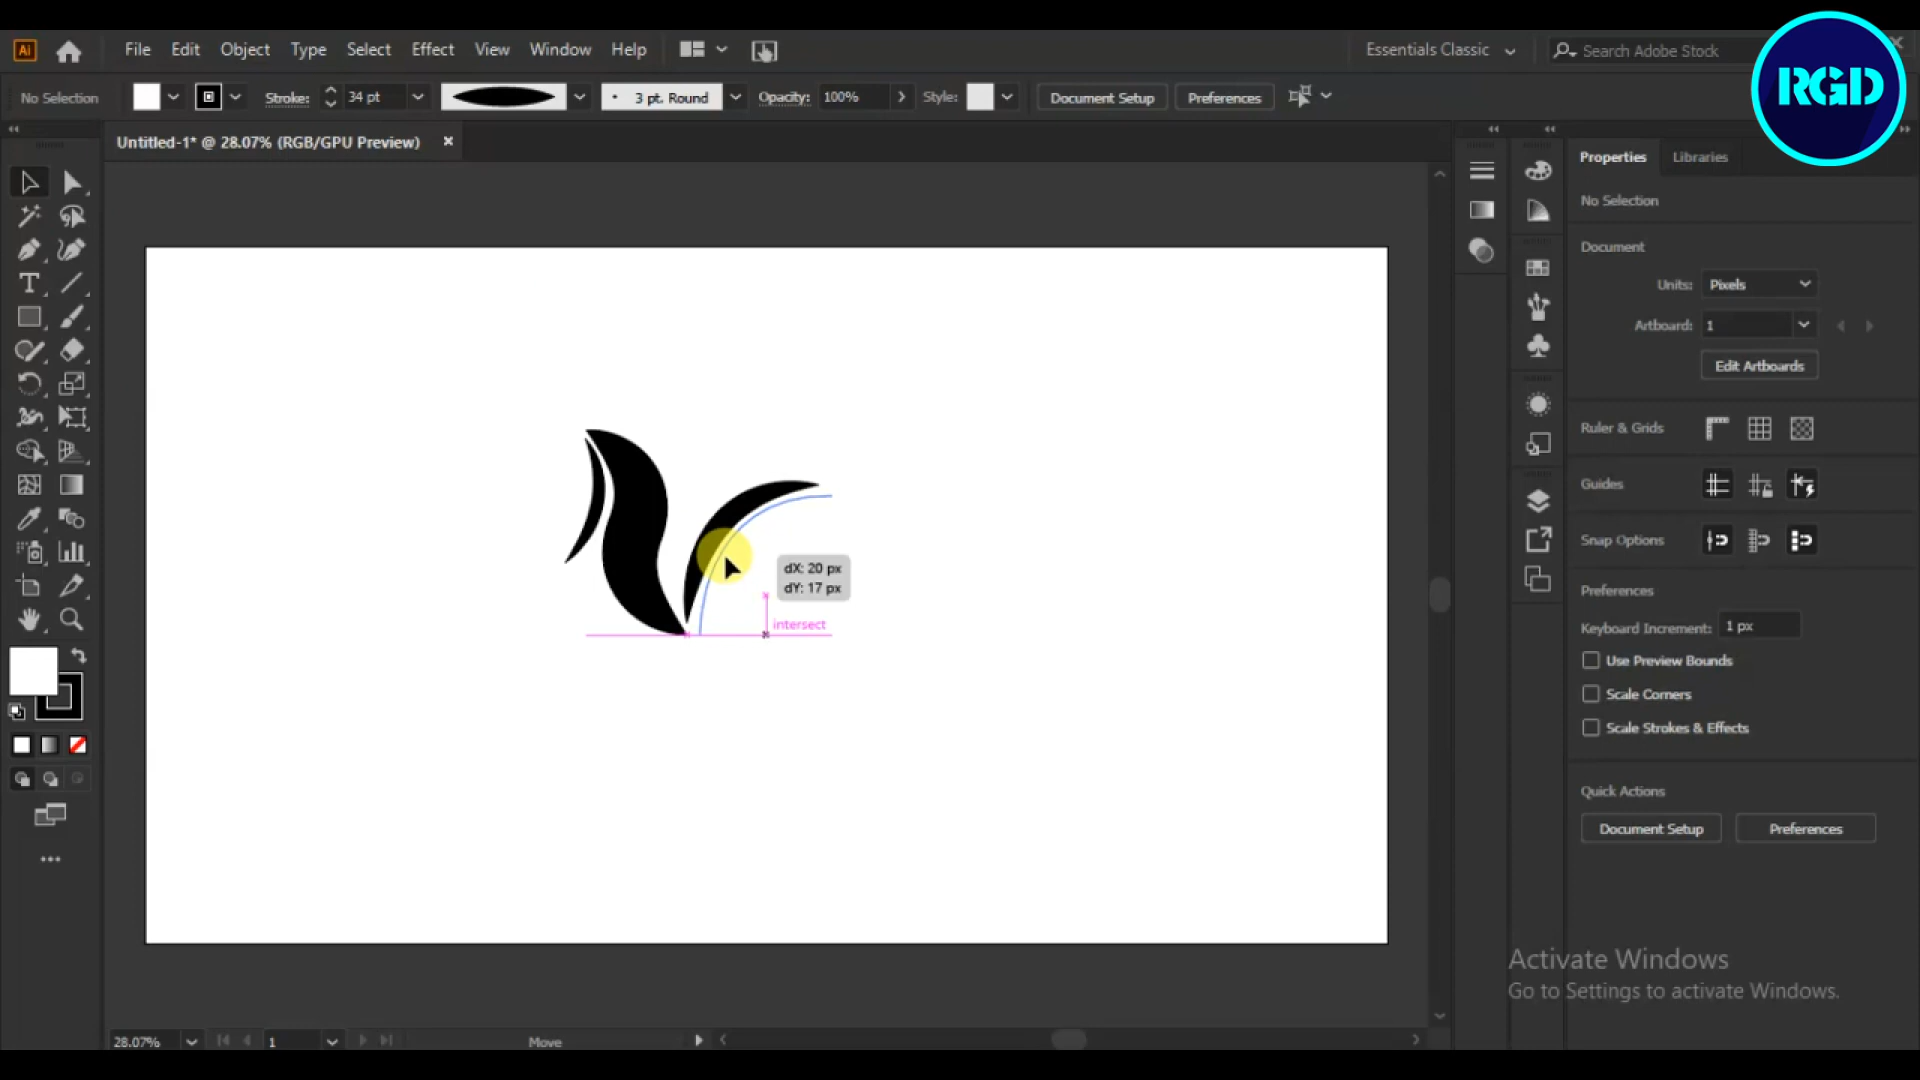 Ai File Edit Object Type Select Effect View Window Help Essentials Classic Search Adobe Stock
RGD
No Selection Stroke: 34 pt 3 pt. Round Opacity: 100% Style: Document Setup Preferences
Untitled-1* @ 28.07% (RGB/GPU Preview)
Properties Libraries
No Selection
Document
Units: Pixels
Artboard: 1
Edit Artboards
Ruler & Grids
Guides
Snap Options
dX: 20 px
dY: 17 px
intersect
Preferences
Keyboard Increment: 1 px
Use Preview Bounds
Scale Corners
Scale Strokes & Effects
Quick Actions
Document Setup Preferences
Activate Windows
Go to Settings to activate Windows.
28.07% 1 Move